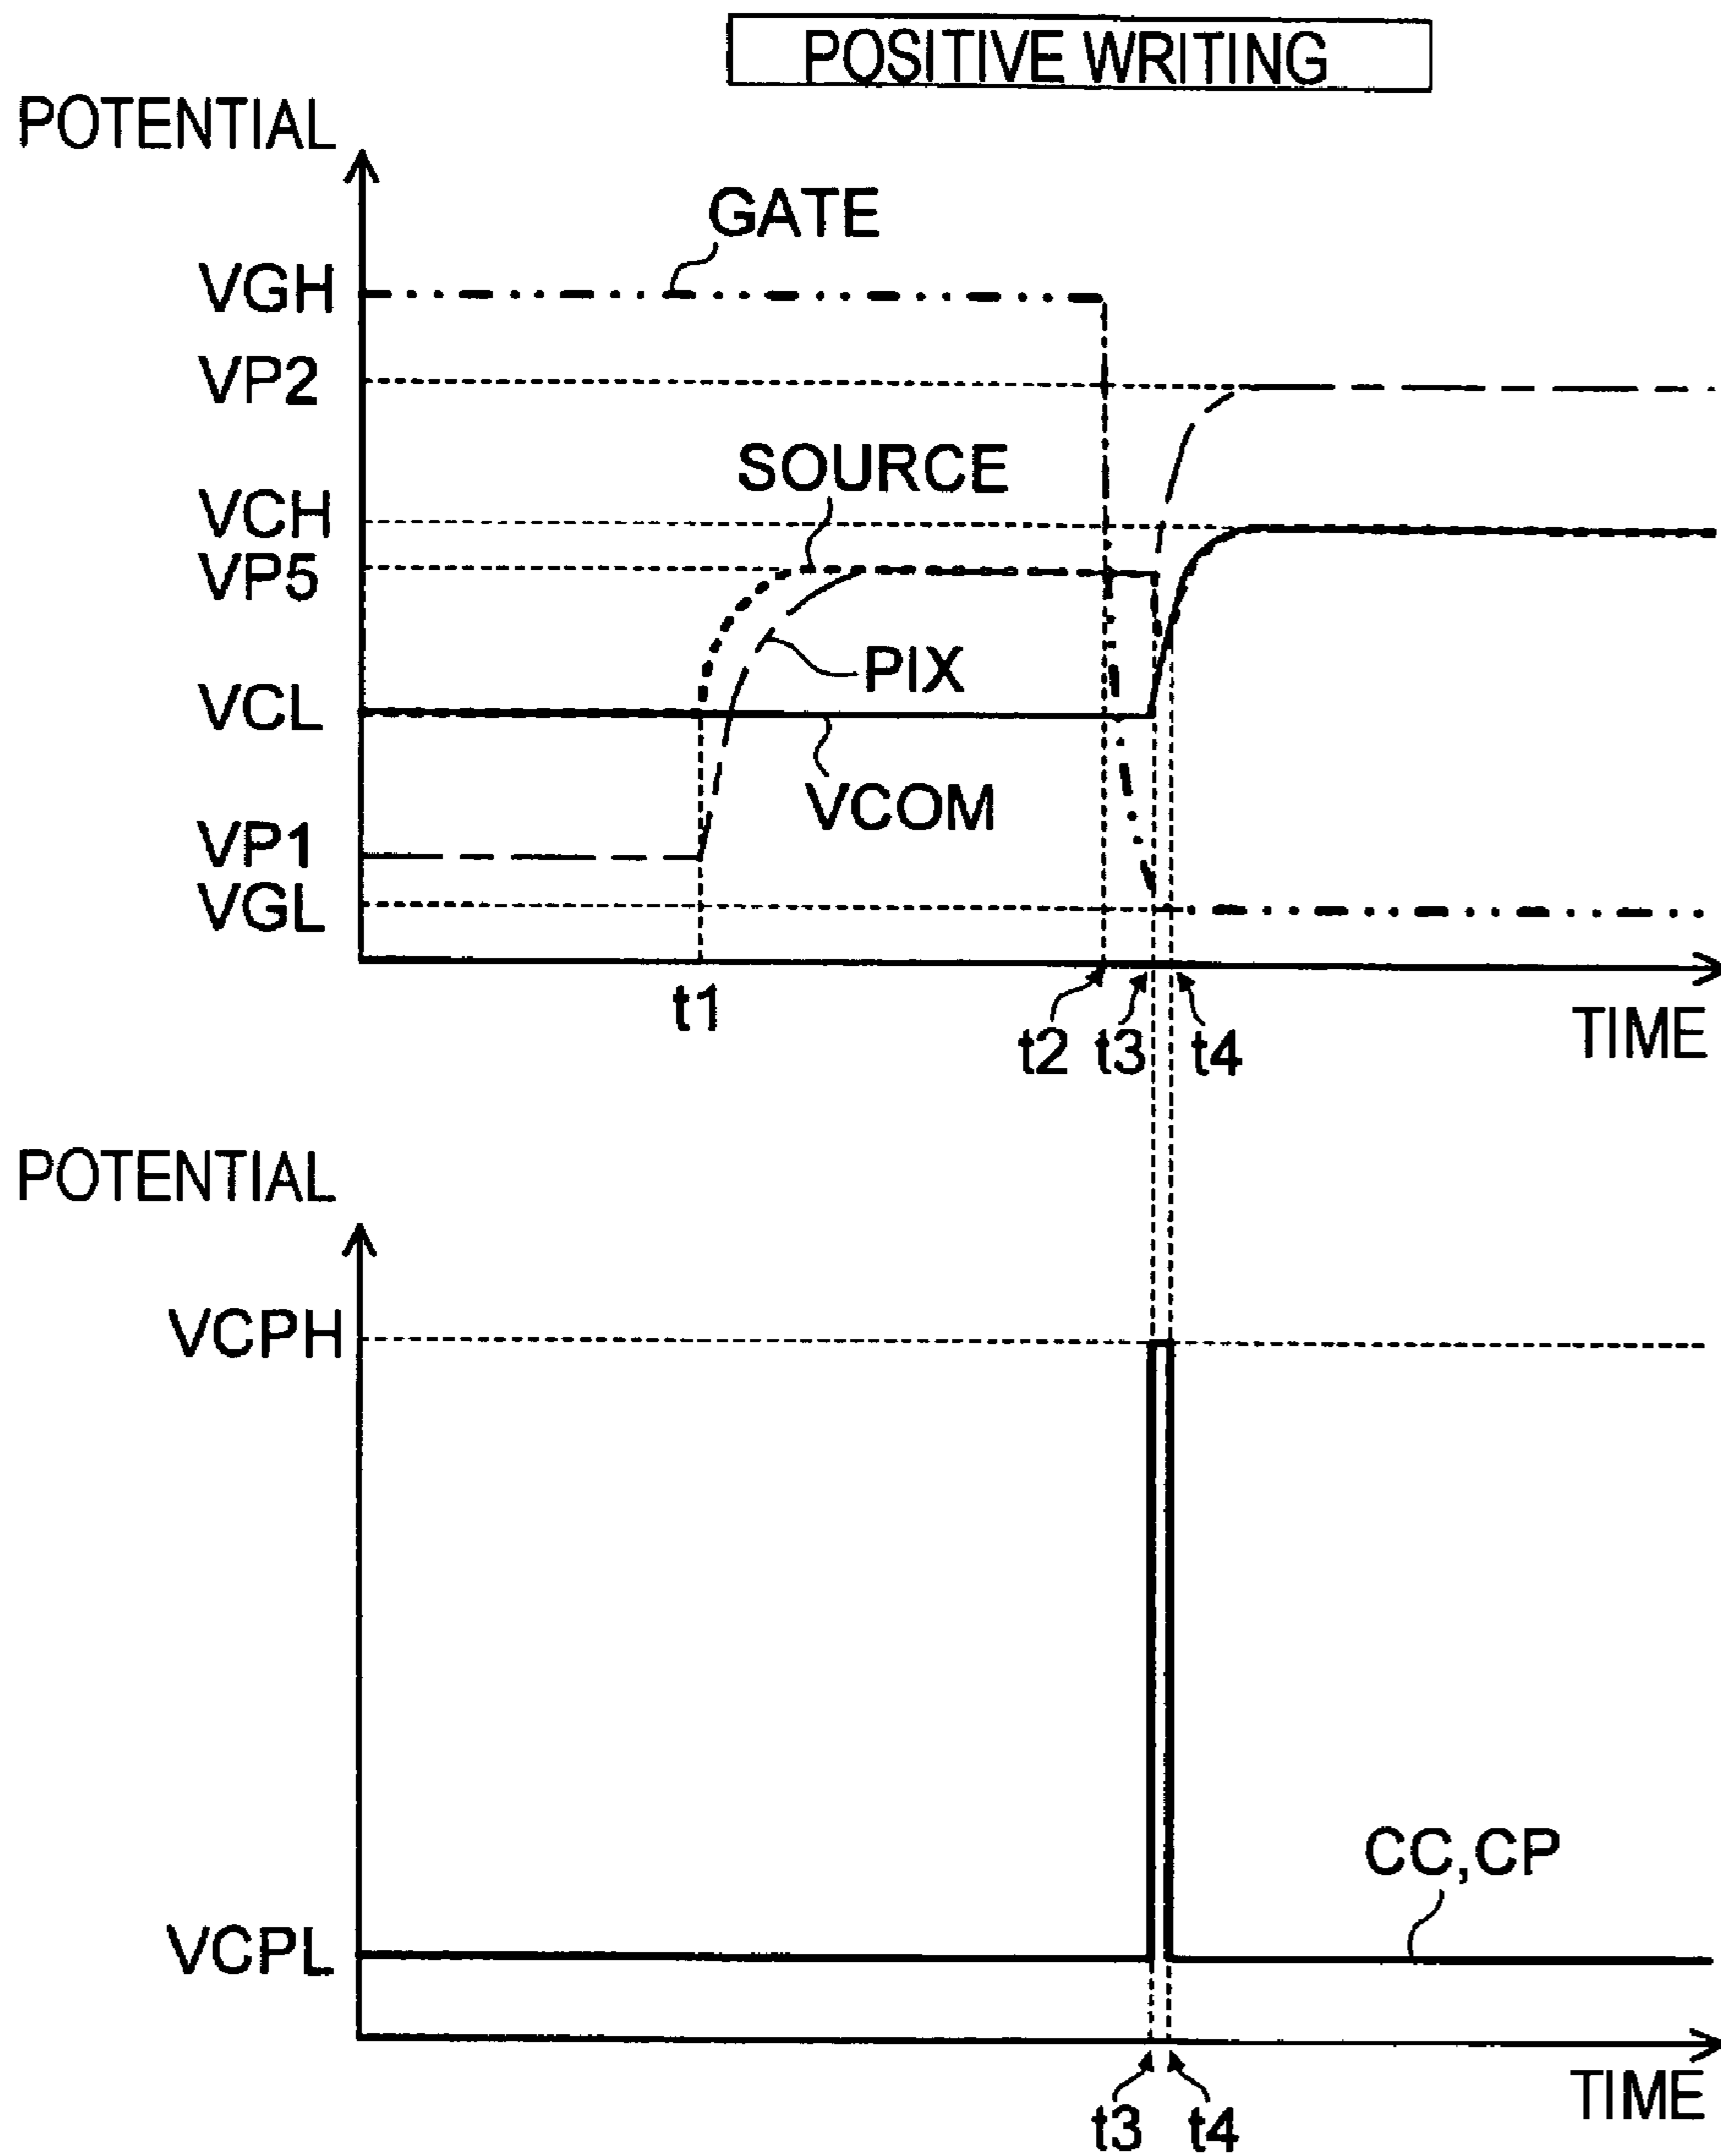 POSITIVE WRITING
POTENTIAL
GATE
VGH
VP2
SOURCE
VCH
VP5
PIX
VCL
VCOM
VP1
VGL
t1
t2 t3 t4
TIME
POTENTIAL
VCPH
CC,CP
VCPL
TIME
t3 t4